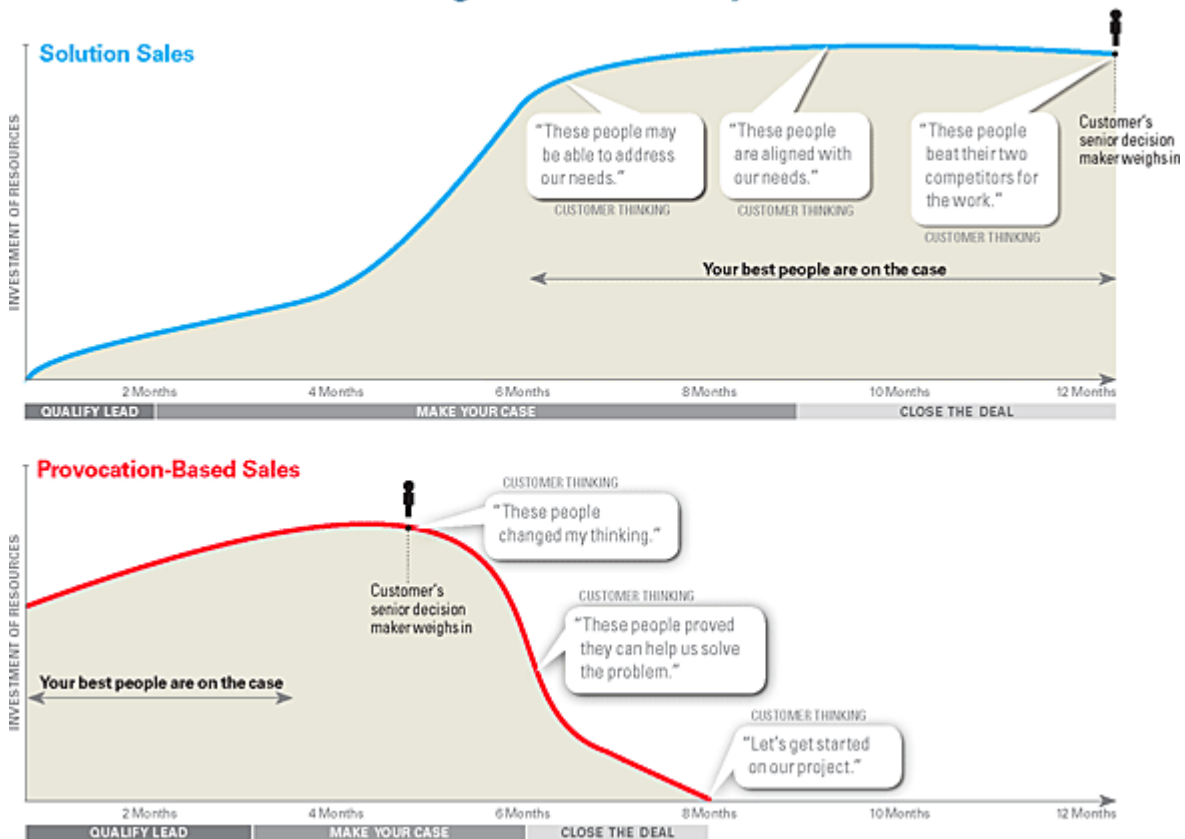 Solution Sales
INVESTMENT OF RESOURCES
"These people may
be able to address
our needs."
CUSTOMER THINKING
"These people
are aligned with
our needs."
CUSTOMER THINKING
"These people
beat their two
competitors for
the work."
CUSTOMER THINKING
Customer's
senior decision
maker weighs in
Your best people are on the case
2 Months 4 Months 6 Months 8 Months 10 Months 12 Months
QUALIFY LEAD MAKE YOUR CASE CLOSE THE DEAL
Provocation-Based Sales
INVESTMENT OF RESOURCES
CUSTOMER THINKING
"These people
changed my thinking."
Customer's
senior decision
maker weighs in
CUSTOMER THINKING
"These people proved
they can help us solve
the problem."
Your best people are on the case
CUSTOMER THINKING
"Let's get started
on our project."
2 Months 4 Months 6 Months 8 Months 10 Months 12 Months
QUALIFY LEAD MAKE YOUR CASE CLOSE THE DEAL